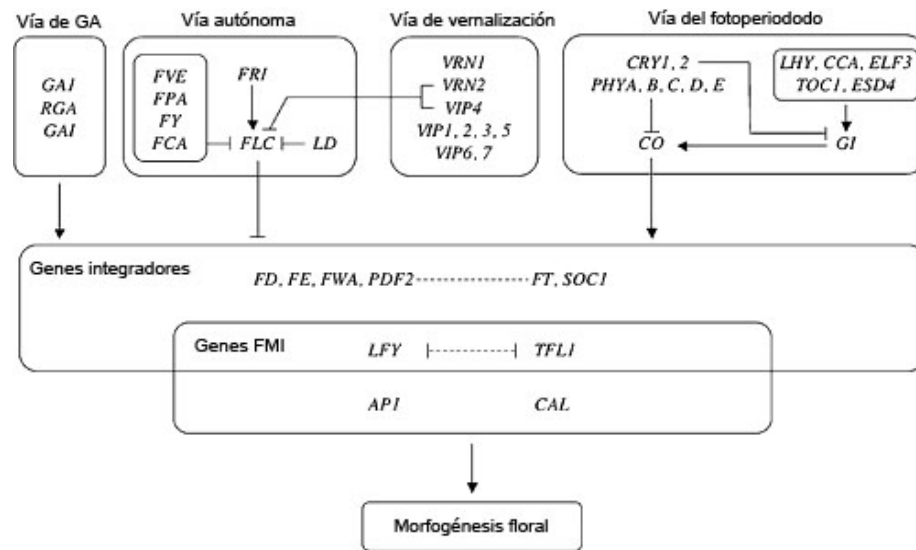 Vía de GA
GA1
RGA
GAI
Vía autónoma
FVE
FPA
FY
FCA
FRI
FLC
LD
Vía de vernalización
VRN1
VRN2
VIP4
VIP1, 2, 3, 5
VIP6, 7
Vía del fotoperiododo
CRY1, 2
PHYA, B, C, D, E
LHY, CCA, ELF3
TOC1, ESD4
CO
GI
Genes integradores
FD, FE, FWA, PDF2
FT, SOC1
Genes FMI
LFY
TFL1
AP1
CAL
Morfogénesis floral